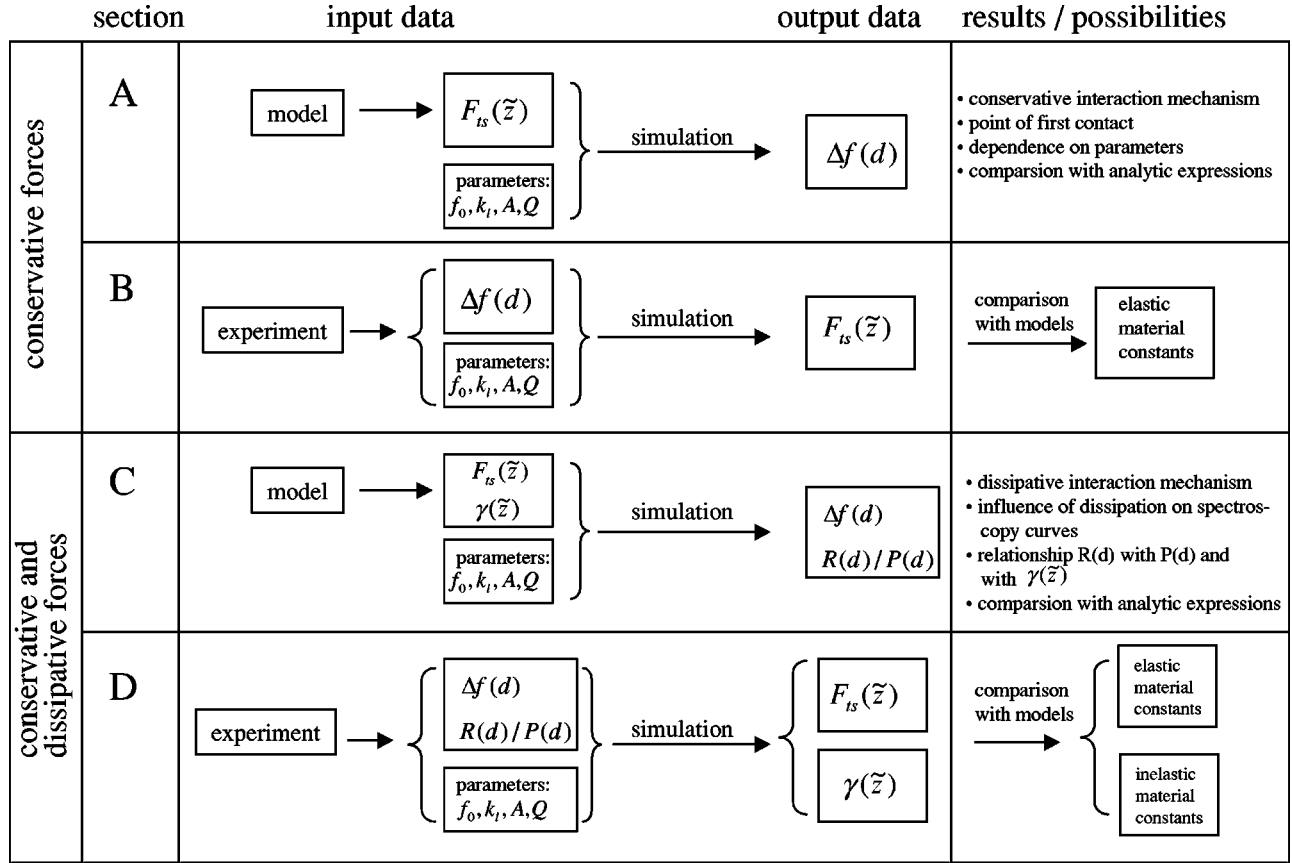 section input data output data results / possibilities
conservative forces
A
model
F_ts(z̃)
parameters:
f₀, k_l, A, Q
simulation
Δf(d)
• conservative interaction mechanism
• point of first contact
• dependence on parameters
• comparsion with analytic expressions
B
experiment
Δf(d)
parameters:
f₀, k_l, A, Q
simulation
F_ts(z̃)
comparison
with models
elastic
material
constants
conservative and
dissipative forces
C
model
F_ts(z̃)
γ(z̃)
parameters:
f₀, k_l, A, Q
simulation
Δf(d)
R(d)/P(d)
• dissipative interaction mechanism
• influence of dissipation on spectros-
copy curves
• relationship R(d) with P(d) and
with γ(z̃)
• comparsion with analytic expressions
D
experiment
Δf(d)
R(d)/P(d)
parameters:
f₀, k_l, A, Q
simulation
F_ts(z̃)
γ(z̃)
comparison
with models
elastic
material
constants
inelastic
material
constants